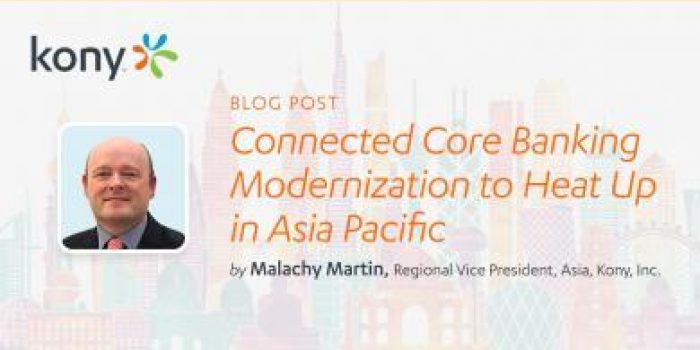 kony
BLOG POST
Connected Core Banking
Modernization to Heat Up
in Asia Pacific
by Malachy Martin, Regional Vice President, Asia, Kony, Inc.